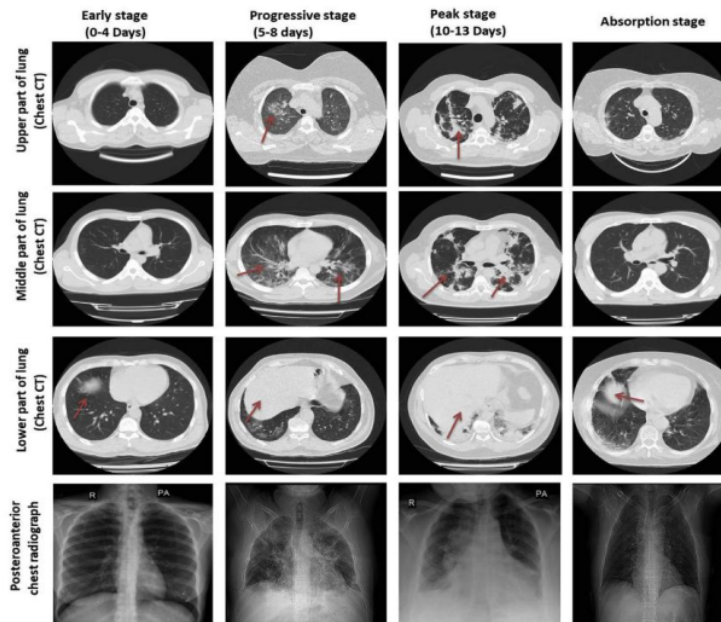 Early stage
(0-4 Days)
Progressive stage
(5-8 days)
Peak stage
(10-13 Days)
Absorption stage
Upper part of lung
(Chest CT)
Middle part of lung
(Chest CT)
Lower part of lung
(Chest CT)
Posteroanterior
chest radiograph
R
PA
R
PA